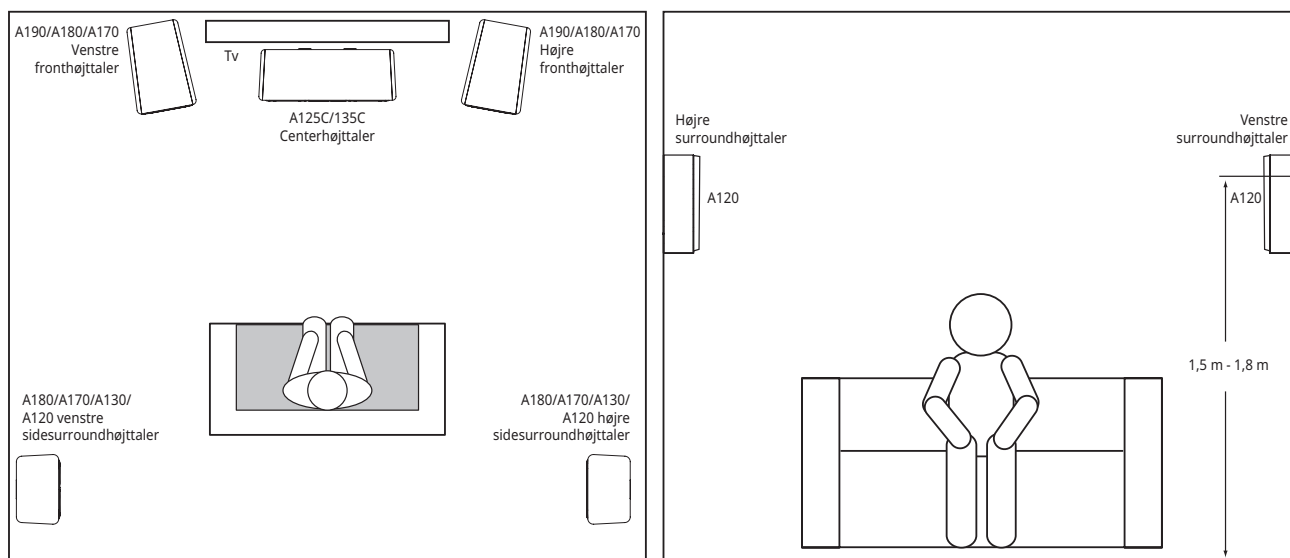 A190/A180/A170
Venstre
fronthøjttaler
Tv
A190/A180/A170
Højre
fronthøjttaler
A125C/135C
Centerhøjttaler
A180/A170/A130/
A120 venstre
sidesurroundhøjttaler
A180/A170/A130/
A120 højre
sidesurroundhøjttaler
Højre
surroundhøjttaler
A120
Venstre
surroundhøjttaler
A120
1,5 m - 1,8 m